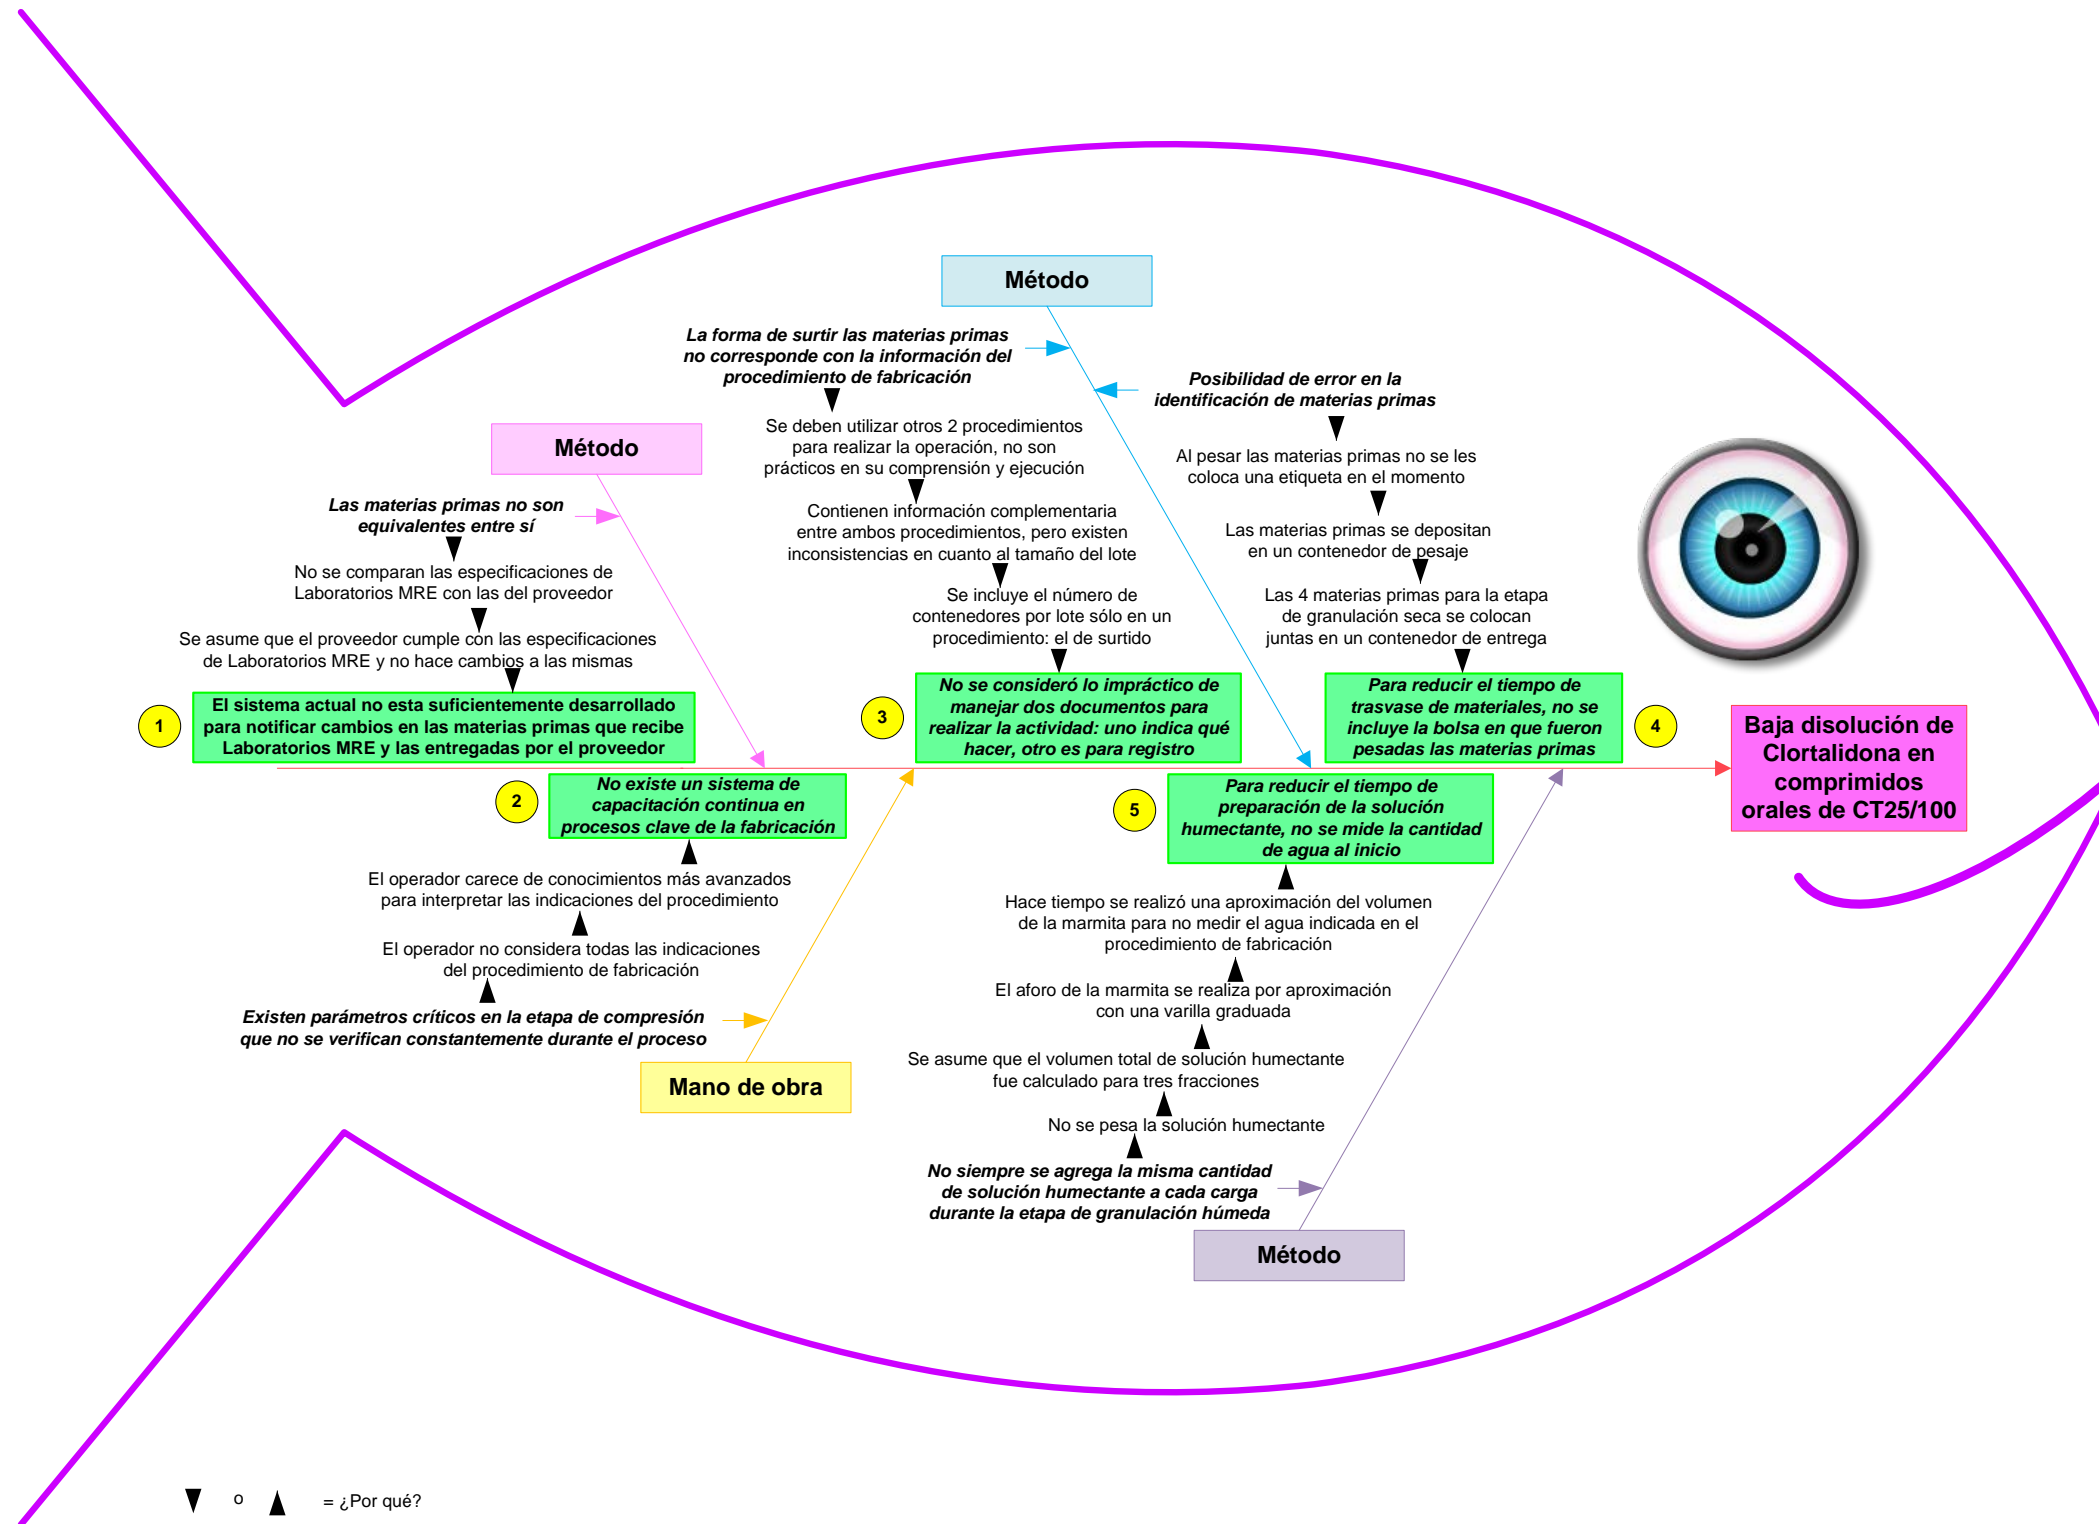 Método
La forma de surtir las materias primas
no corresponde con la información del
procedimiento de fabricación
Se deben utilizar otros 2 procedimientos
para realizar la operación, no son
prácticos en su comprensión y ejecución
Contienen información complementaria
entre ambos procedimientos, pero existen
inconsistencias en cuanto al tamaño del lote
Se incluye el número de
contenedores por lote sólo en un
procedimiento: el de surtido
3
No se consideró lo impráctico de
manejar dos documentos para
realizar la actividad: uno indica qué
hacer, otro es para registro
Posibilidad de error en la
identificación de materias primas
Al pesar las materias primas no se les
coloca una etiqueta en el momento
Las materias primas se depositan
en un contenedor de pesaje
Las 4 materias primas para la etapa
de granulación seca se colocan
juntas en un contenedor de entrega
Para reducir el tiempo de
trasvase de materiales, no se
incluye la bolsa en que fueron
pesadas las materias primas
4
Método
Las materias primas no son
equivalentes entre sí
No se comparan las especificaciones de
Laboratorios MRE con las del proveedor
Se asume que el proveedor cumple con las especificaciones
de Laboratorios MRE y no hace cambios a las mismas
1
El sistema actual no esta suficientemente desarrollado
para notificar cambios en las materias primas que recibe
Laboratorios MRE y las entregadas por el proveedor
Baja disolución de
Clortalidona en
comprimidos
orales de CT25/100
2
No existe un sistema de
capacitación continua en
procesos clave de la fabricación
El operador carece de conocimientos más avanzados
para interpretar las indicaciones del procedimiento
El operador no considera todas las indicaciones
del procedimiento de fabricación
Existen parámetros críticos en la etapa de compresión
que no se verifican constantemente durante el proceso
Mano de obra
5
Para reducir el tiempo de
preparación de la solución
humectante, no se mide la cantidad
de agua al inicio
Hace tiempo se realizó una aproximación del volumen
de la marmita para no medir el agua indicada en el
procedimiento de fabricación
El aforo de la marmita se realiza por aproximación
con una varilla graduada
Se asume que el volumen total de solución humectante
fue calculado para tres fracciones
No se pesa la solución humectante
No siempre se agrega la misma cantidad
de solución humectante a cada carga
durante la etapa de granulación húmeda
Método
o = ¿Por qué?